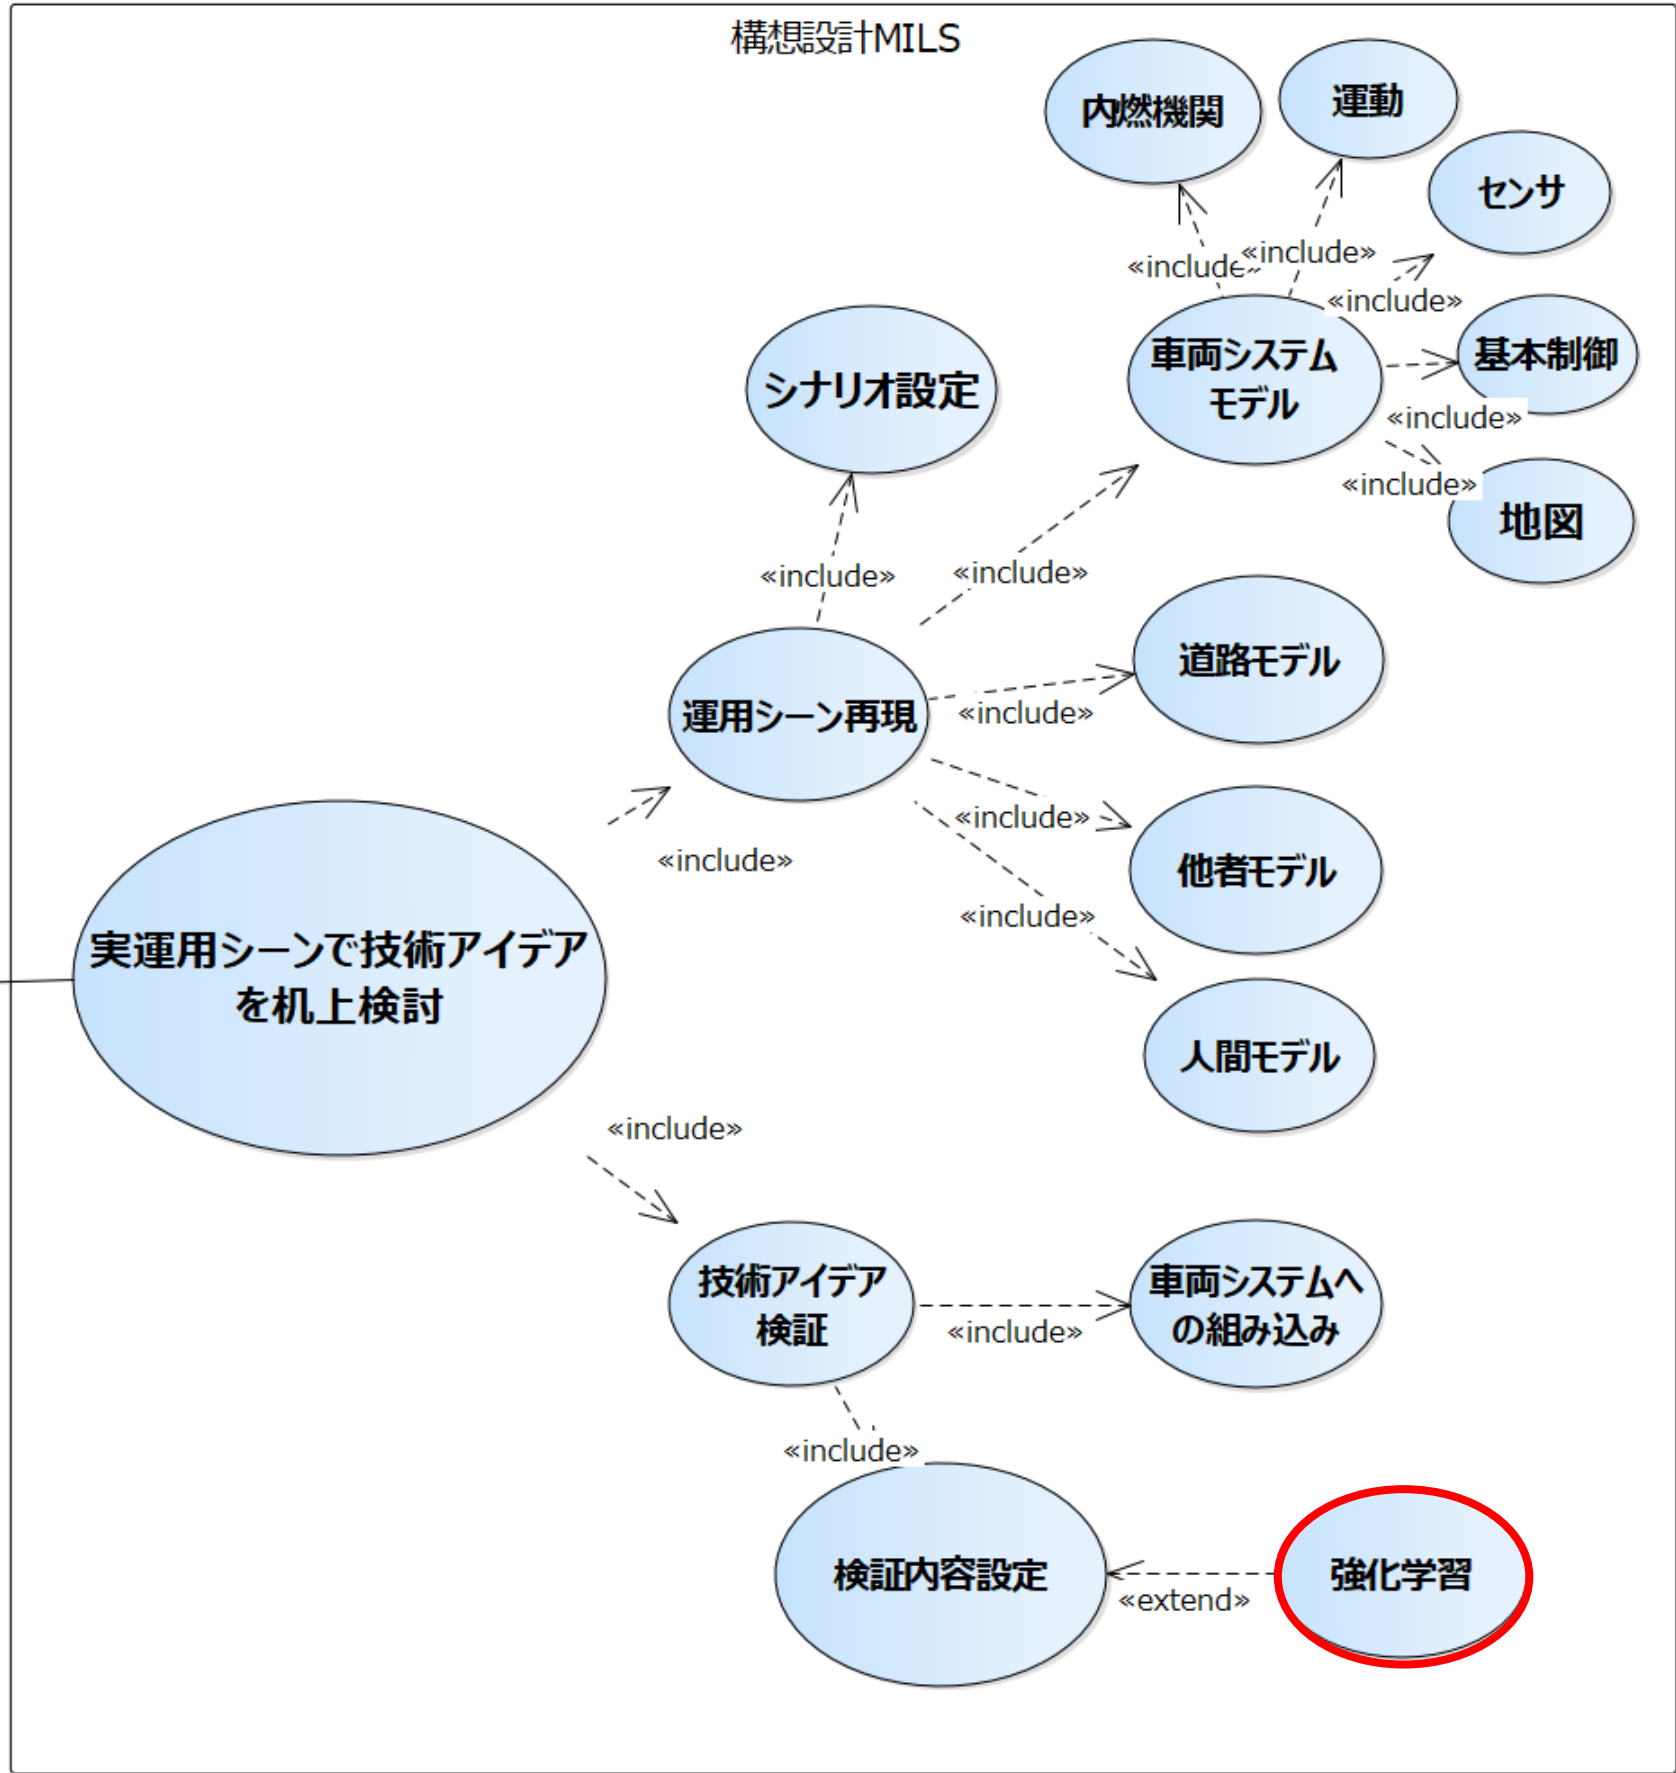 構想設計MILS
内燃機関
運動
センサ
«include»
«include»
«include»
車両システム
モデル
基本制御
«include»
«include»
地図
シナリオ設定
«include»
«include»
道路モデル
運用シーン再現
«include»
«include»
他者モデル
«include»
«include»
実運用シーンで技術アイデア
を机上検討
人間モデル
«include»
技術アイデア
検証
«include»
車両システムへ
の組み込み
«include»
検証内容設定
«extend»
強化学習